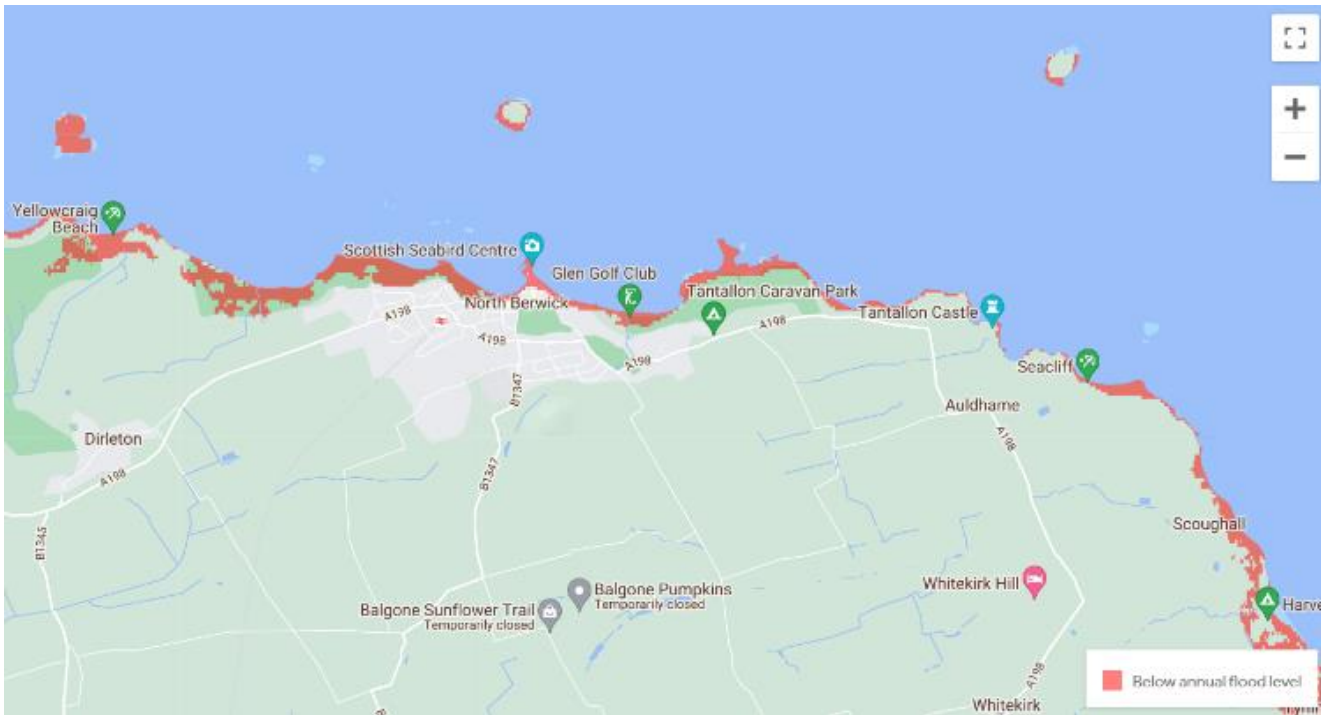 Yellowcraig
Beach
Scottish Seabird Centre
Glen Golf Club
North Berwick
Tantallon Caravan Park
Tantallon Castle
A198
A198
A198
A198
Seacliff
B1347
Auldhame
Dirleton
A198
A198
B1347
B1345
Scoughall
Balgone Pumpkins
Temporarily closed
Whitekirk Hill
Balgone Sunflower Trail
Temporarily closed
Harve
A198
Below annual flood level
Whitekirk